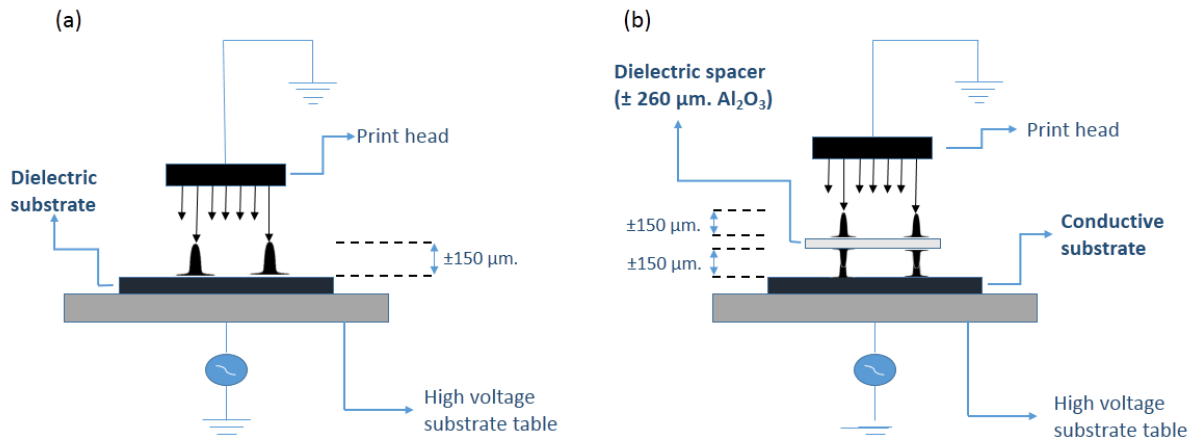 (a)
Print head
Dielectric
substrate
±150 µm.
High voltage
substrate table
(b)
Dielectric spacer
(± 260 µm. Al₂O₃)
Print head
±150 µm.
±150 µm.
Conductive
substrate
High voltage
substrate table